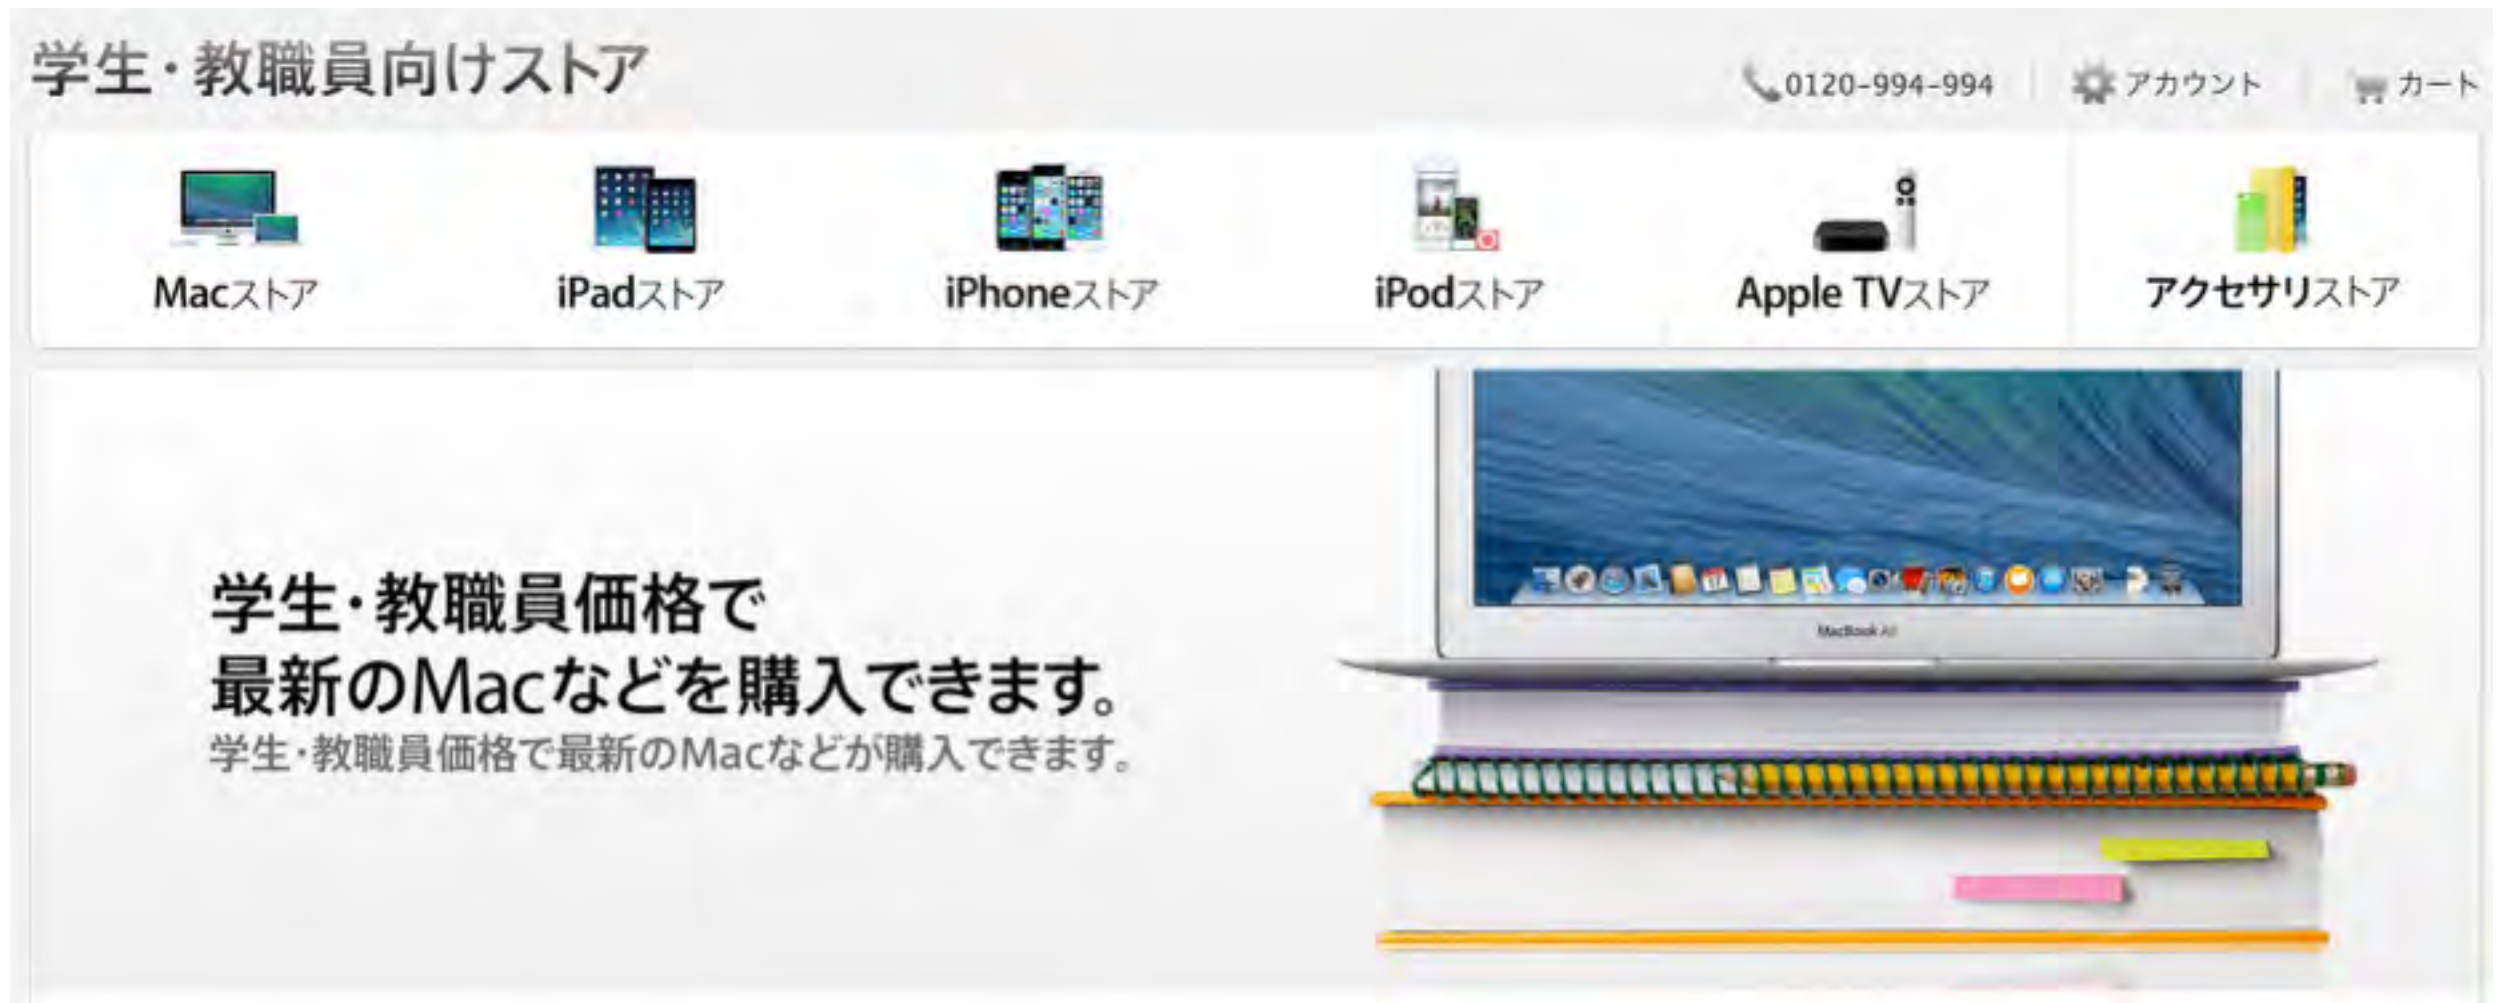 学生・教職員向けストア
0120-994-994
アカウント
カート
Macストア
iPadストア
iPhoneストア
iPodストア
Apple TVストア
アクセサリストア
MacBook Air
学生・教職員価格で
最新のMacなどを購入できます。
学生・教職員価格で最新のMacなどが購入できます。